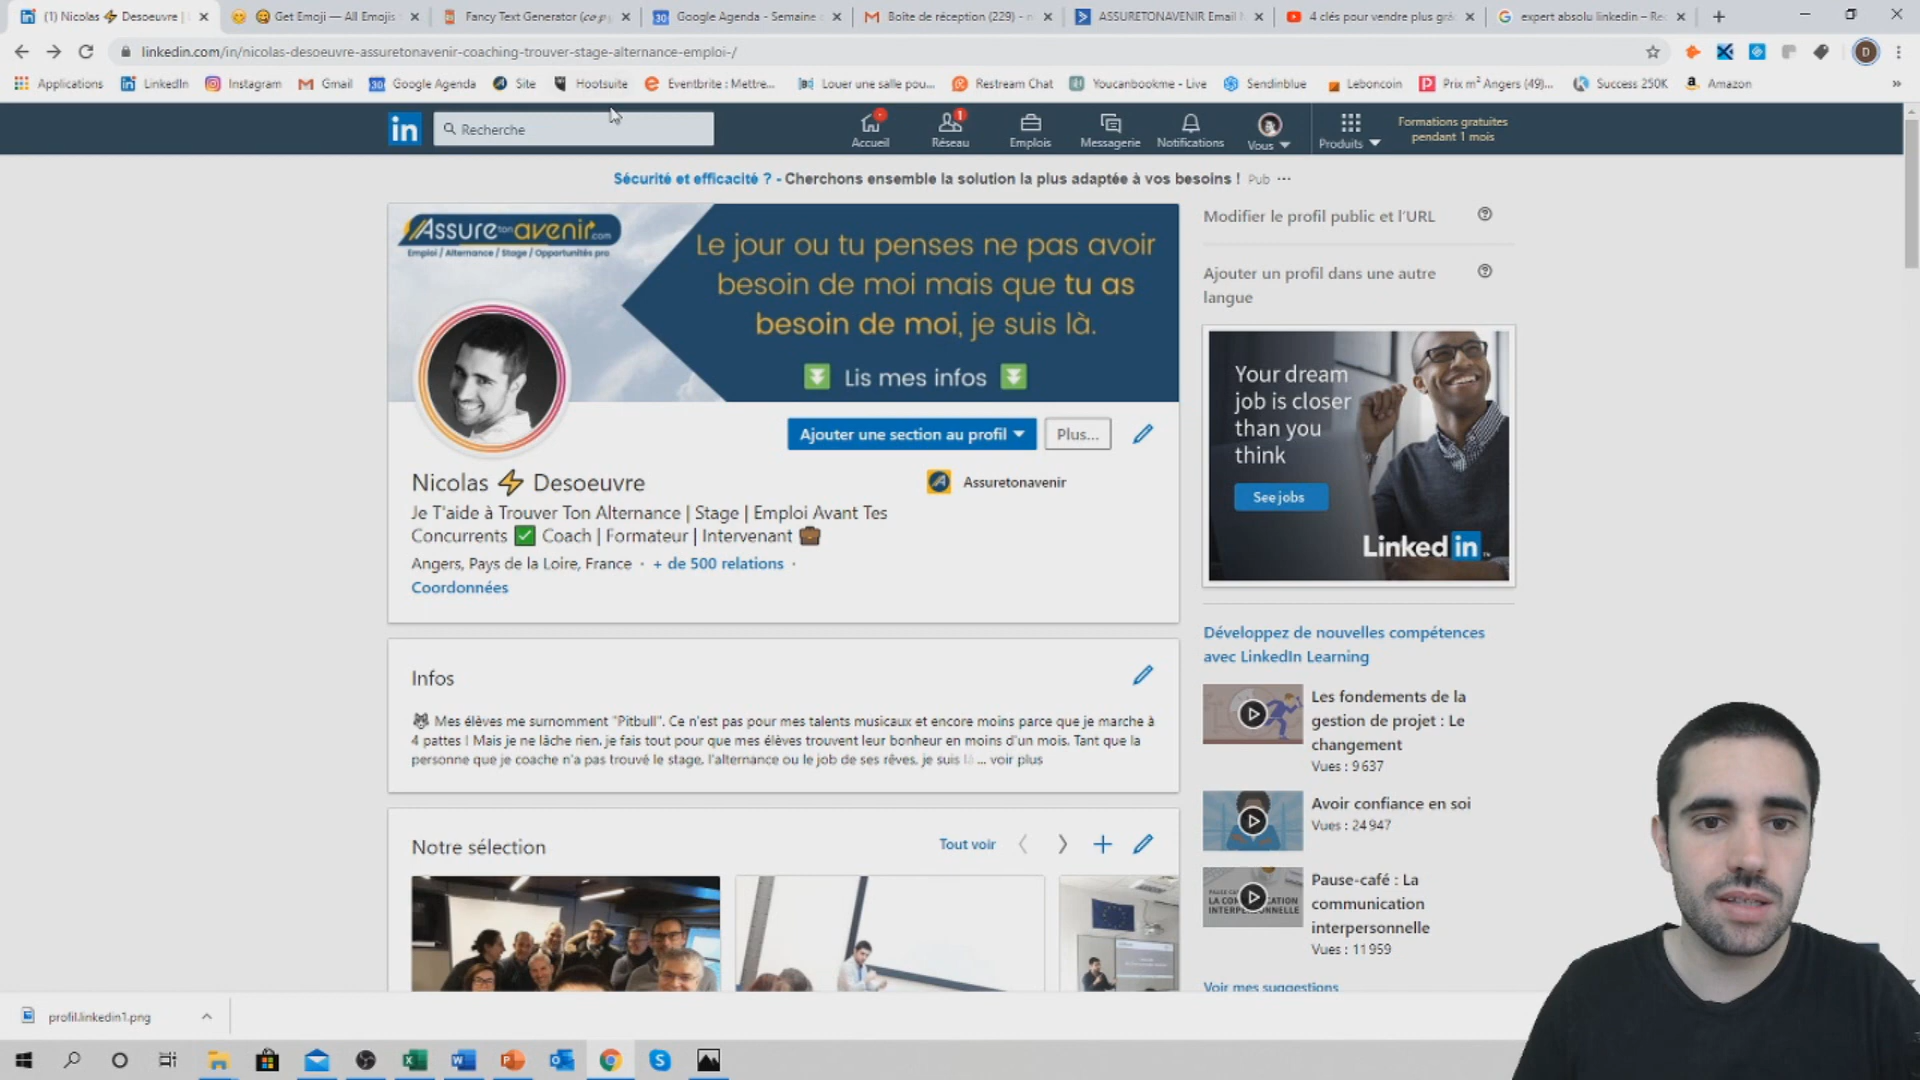 (1) Nicolas ⚡ Desoeuvre |
Get Emoji — All Emojis
Fancy Text Generator
Google Agenda - Semaine
Boîte de réception (229) -
ASSURETONAVENIR Email
4 clés pour vendre plus
expert absolu linkedin –
linkedin.com/in/nicolas-desoeuvre-assuretonavenir-coaching-trouver-stage-alternance-emploi-/
D
Applications LinkedIn Instagram Gmail Google Agenda Site Hootsuite Eventbrite : Mettre... Louer une salle pou... Restream Chat Youcanbookme - Live Sendinblue Leboncoin Prix m² Angers (49)... Success 250K Amazon
in Recherche
Accueil
Réseau 1
Emplois
Messagerie
Notifications
Vous
Produits
Formations gratuites
pendant 1 mois
Sécurité et efficacité ? - Cherchons ensemble la solution la plus adaptée à vos besoins ! Pub ...
Assure ton avenir.com
Emploi / Alternance / Stage / Opportunités pro
Le jour ou tu penses ne pas avoir
besoin de moi mais que tu as
besoin de moi, je suis là.
Lis mes infos
Ajouter une section au profil
Plus...
Nicolas ⚡ Desoeuvre
Assuretonavenir
Je T'aide à Trouver Ton Alternance | Stage | Emploi Avant Tes
Concurrents ✅ Coach | Formateur | Intervenant 💼
Angers, Pays de la Loire, France · + de 500 relations ·
Coordonnées
Infos
Mes élèves me surnomment "Pitbull". Ce n'est pas pour mes talents musicaux et encore moins parce que je marche à
4 pattes ! Mais je ne lâche rien, je fais tout pour que mes élèves trouvent leur bonheur en moins d'un mois. Tant que la
personne que je coache n'a pas trouvé le stage, l'alternance ou le job de ses rêves, je suis là ... voir plus
Notre sélection
Tout voir
Modifier le profil public et l'URL
Ajouter un profil dans une autre
langue
Your dream
job is closer
than you
think
See jobs
Linked in
Développez de nouvelles compétences
avec LinkedIn Learning
Les fondements de la
gestion de projet : Le
changement
Vues : 9 637
Avoir confiance en soi
Vues : 24 947
Pause-café : La
communication
interpersonnelle
Vues : 11 959
Voir mes suggestions
profil.linkedin1.png